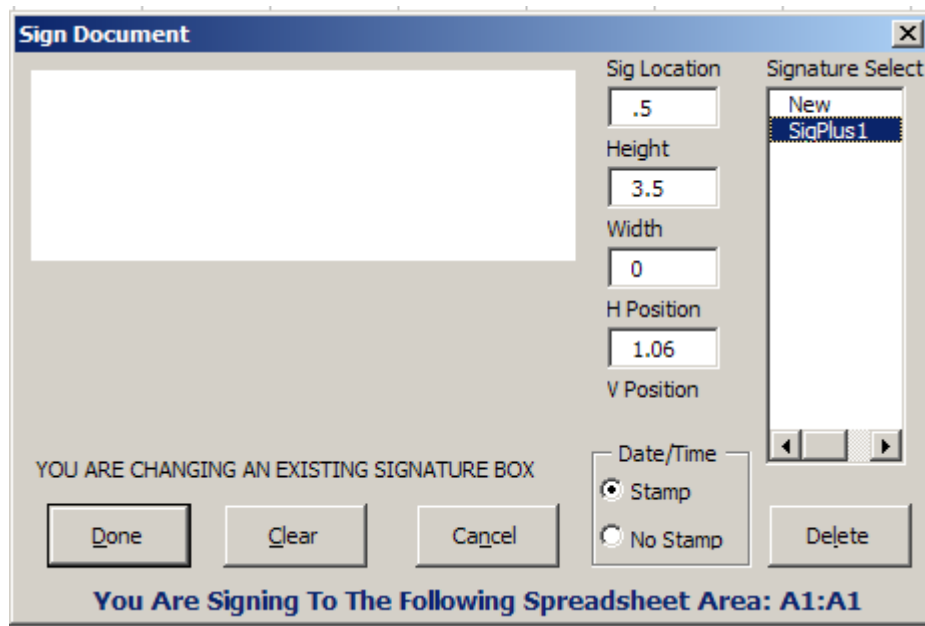 Sign Document
Sig Location
.5
Height
3.5
Width
0
H Position
1.06
V Position
Signature Select
New
SigPlus1
YOU ARE CHANGING AN EXISTING SIGNATURE BOX
Date/Time
Stamp
No Stamp
Done
Clear
Cancel
Delete
You Are Signing To The Following Spreadsheet Area: A1:A1